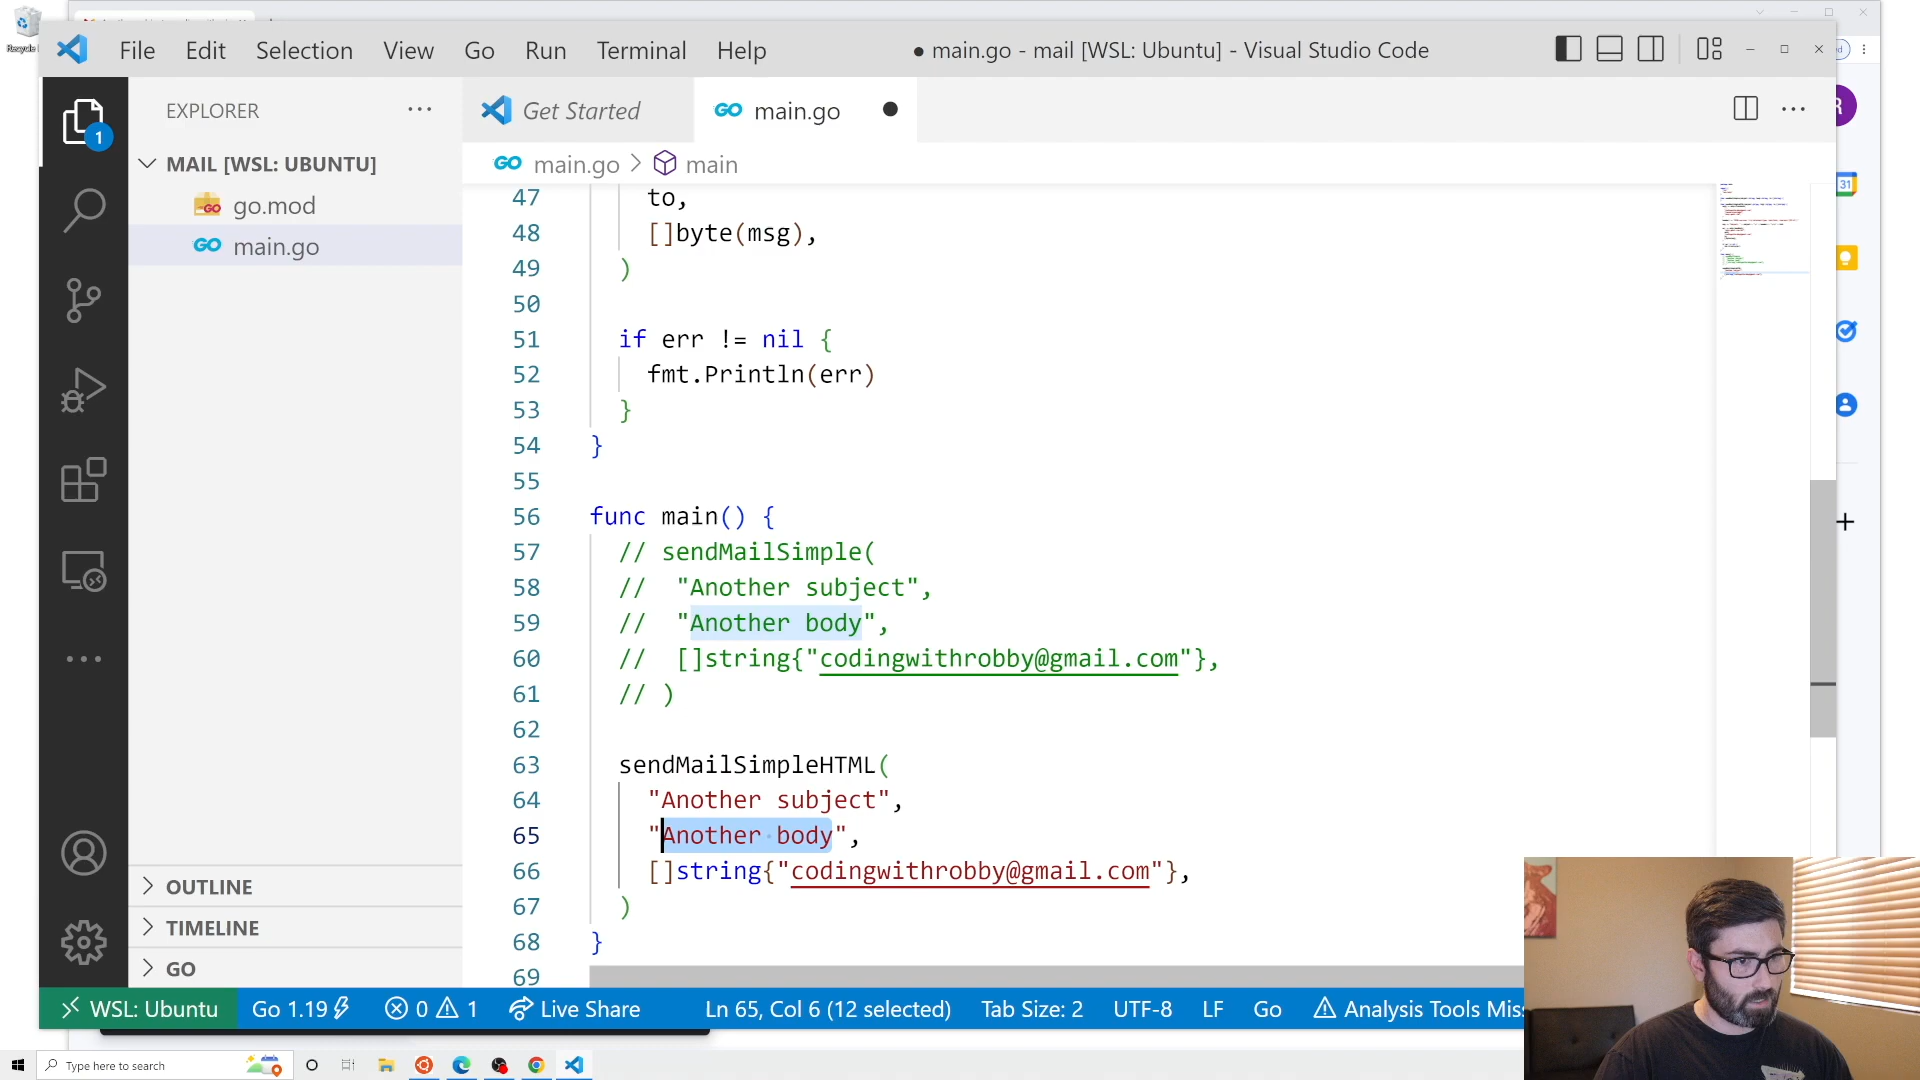 Recycle
File Edit Selection View Go Run Terminal Help
● main.go - mail [WSL: Ubuntu] - Visual Studio Code
EXPLORER
Get Started
main.go
main.go > main
1
MAIL [WSL: UBUNTU]
go.mod
main.go
47 to,
48 []byte(msg),
49 )
50
51 if err != nil {
52 fmt.Println(err)
53 }
54 }
55
56 func main() {
57 // sendMailSimple(
58 // "Another subject",
59 // "Another body",
60 // []string{"codingwithrobby@gmail.com"},
61 // )
62
63 sendMailSimpleHTML(
64 "Another subject",
65 "Another body",
66 []string{"codingwithrobby@gmail.com"},
67 )
68 }
69
OUTLINE
TIMELINE
GO
31
WSL: Ubuntu Go 1.19 0 1 Live Share Ln 65, Col 6 (12 selected) Tab Size: 2 UTF-8 LF Go Analysis Tools Miss
Type here to search